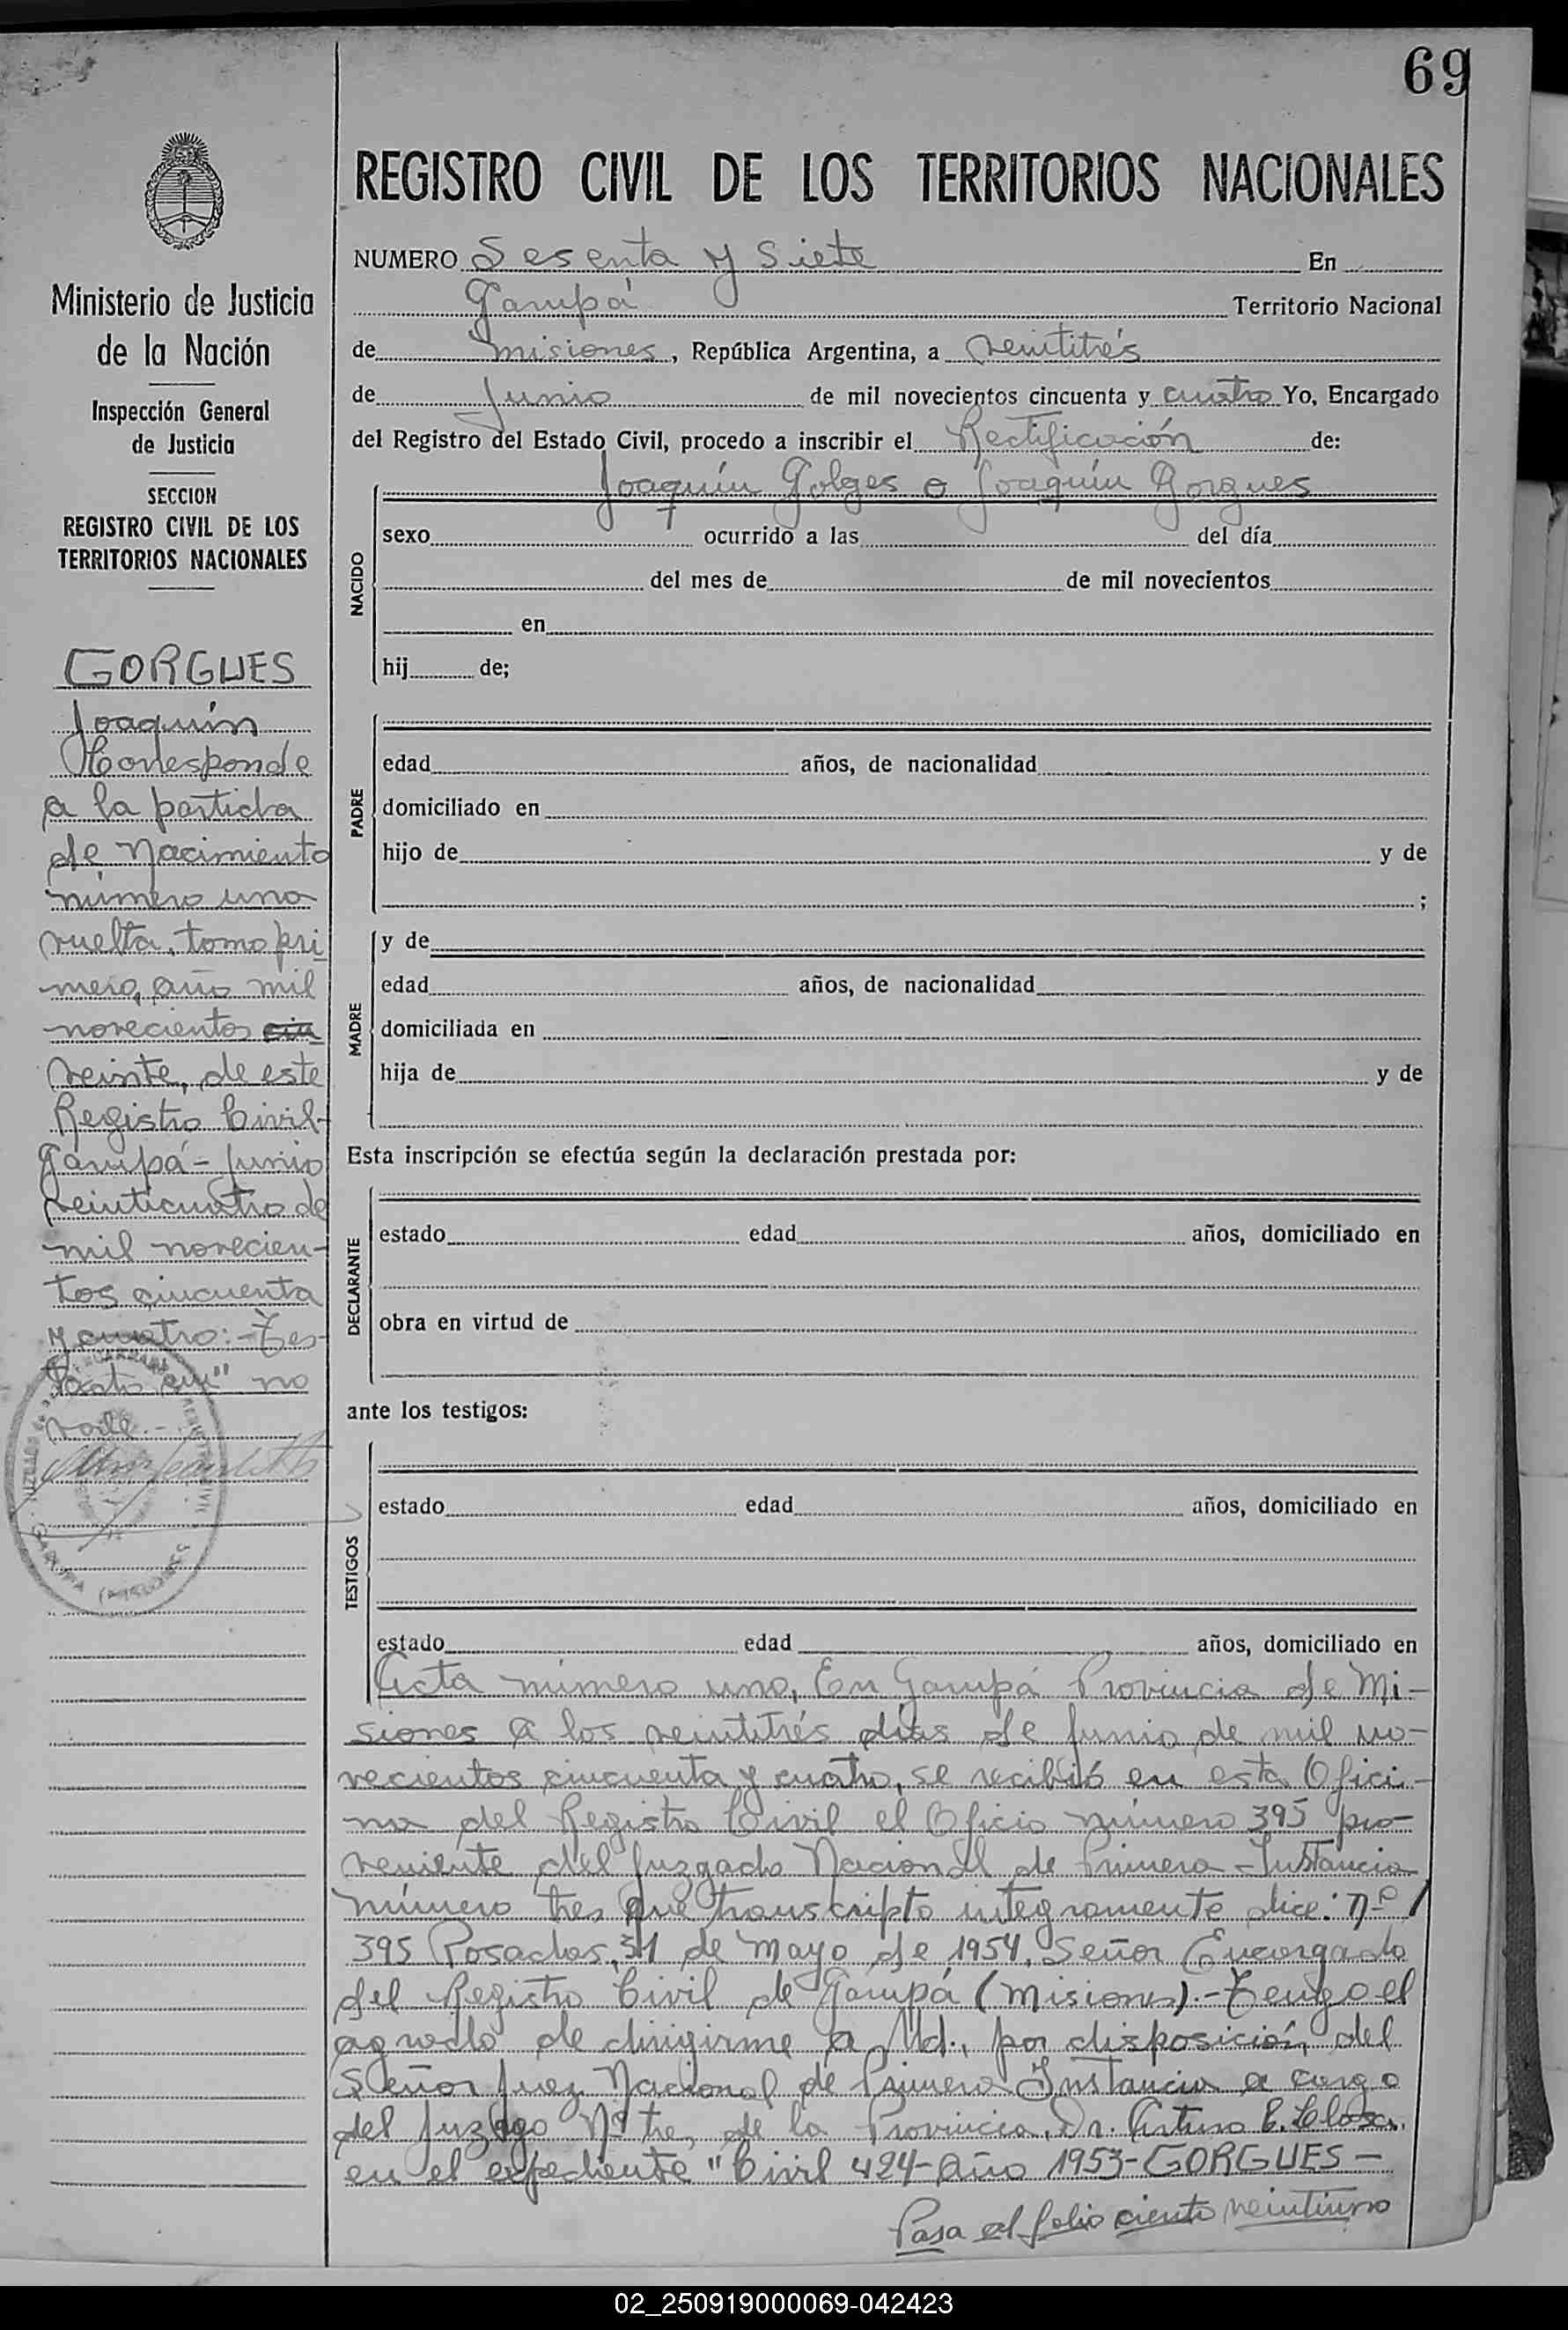 69
REGISTRO CIVIL DE LOS TERRITORIOS NACIONALES
NUMERO Sesenta y Siete En
Garupá Territorio Nacional
de Misiones, República Argentina, a veintitrés
de Junio de mil novecientos cincuenta y cuatro Yo, Encargado
del Registro del Estado Civil, procedo a inscribir el Rectificación de:
Joaquín Golges o Joaquín Gorgues
NACIDO
sexo ocurrido a las del día
del mes de de mil novecientos
en
hij de;
PADRE
edad años, de nacionalidad
domiciliado en
hijo de y de
;
MADRE
y de
edad años, de nacionalidad
domiciliada en
hija de y de
Esta inscripción se efectúa según la declaración prestada por:
DECLARANTE
estado edad años, domiciliado en
obra en virtud de
ante los testigos:
TESTIGOS
estado edad años, domiciliado en
estado edad años, domiciliado en
Acta número uno, En Garupá Provincia de Mi-
siones a los veintitrés días de Junio de mil no-
vecientos cincuenta y cuatro, se recibió en esta Ofici-
na del Registro Civil el Oficio número 395 pro-
veniente del Juzgado Nacional de Primera Instancia
número tres que transcripto integramente dice: Nº
395 Posadas, 31 de Mayo de 1954. Señor Encargado
del Registro Civil de Garupá (Misiones).- Tengo el
agrado de dirigirme a Ud., por disposición del
Señor Juez Nacional de Primera Instancia a cargo
del Juzgo Nº tres de la Provincia, Dr. Arturo
en el expediente "Civil 424-Año 1953-GORGUES-
Pasa al folio ciento veintiuno
Ministerio de Justicia
de la Nación
Inspección General
de Justicia
SECCION
REGISTRO CIVIL DE LOS
TERRITORIOS NACIONALES
GORGUES
Joaquín
Corresponde
a la partida
de Nacimiento
número uno
vuelta, tomo pri
mero, año mil
novecientos cin
veinte, de este
Registro Civil-
Garupá - Junio
veinticuatro de
mil novecien-
tos cincuenta
y cuatro:-Tes-
tado "cin" no
vale.-
02_250919000069-042423